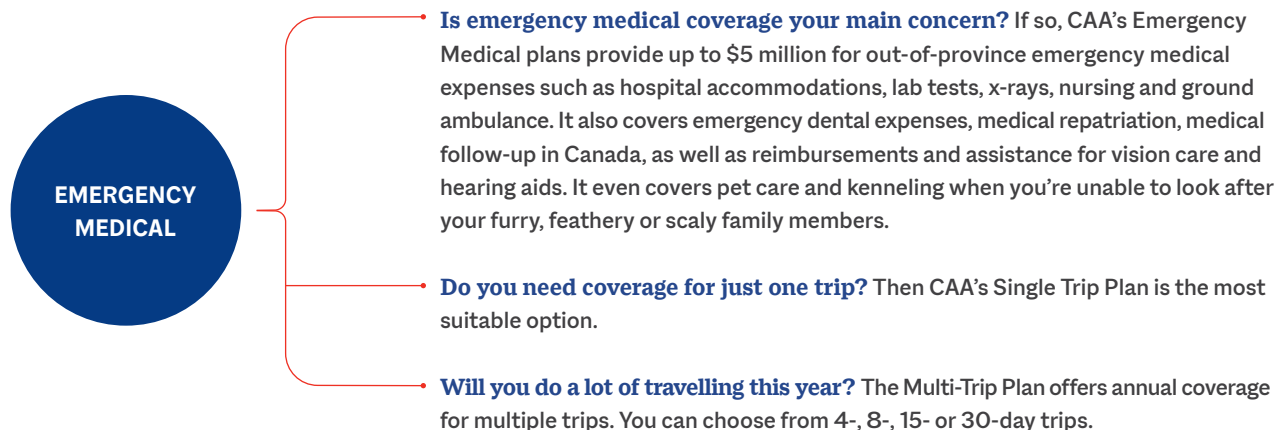 Is emergency medical coverage your main concern? If so, CAA’s Emergency
Medical plans provide up to $5 million for out-of-province emergency medical
expenses such as hospital accommodations, lab tests, x-rays, nursing and ground
ambulance. It also covers emergency dental expenses, medical repatriation, medical
follow-up in Canada, as well as reimbursements and assistance for vision care and
hearing aids. It even covers pet care and kenneling when you’re unable to look after
your furry, feathery or scaly family members.
EMERGENCY
MEDICAL
Do you need coverage for just one trip? Then CAA’s Single Trip Plan is the most
suitable option.
Will you do a lot of travelling this year? The Multi-Trip Plan offers annual coverage
for multiple trips. You can choose from 4-, 8-, 15- or 30-day trips.